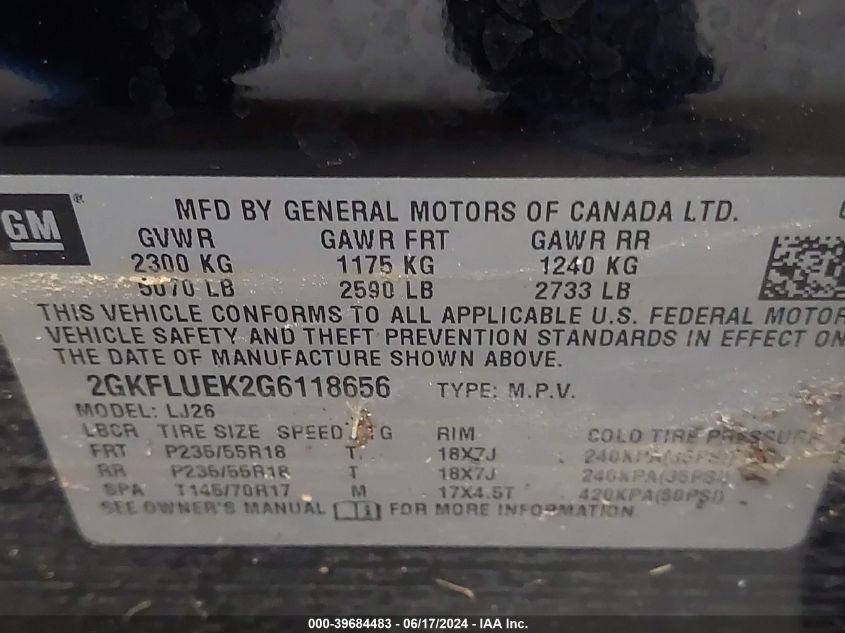 GM®
MFD BY GENERAL MOTORS OF CANADA LTD.
GVWR GAWR FRT GAWR RR
2300 KG 1175 KG 1240 KG
5070 LB 2590 LB 2733 LB
THIS VEHICLE CONFORMS TO ALL APPLICABLE U.S. FEDERAL MOTOR
VEHICLE SAFETY AND THEFT PREVENTION STANDARDS IN EFFECT ON
THE DATE OF MANUFACTURE SHOWN ABOVE.
2GKFLUEK2G6118656 TYPE: M.P.V.
MODEL: LJ26
LBCR TIRE SIZE SPEED G RIM COLD TIRE PRESSURE
FRT P235/55R18 T 18X7J 240KPA(35PSI)
RR P235/55R18 T 18X7J 240KPA(35PSI)
SPA T145/70R17 M 17X4.5T 420KPA(60PSI)
SEE OWNER'S MANUAL FOR MORE INFORMATION.
000-39684483 / 06/17/2024 - IAA Inc.